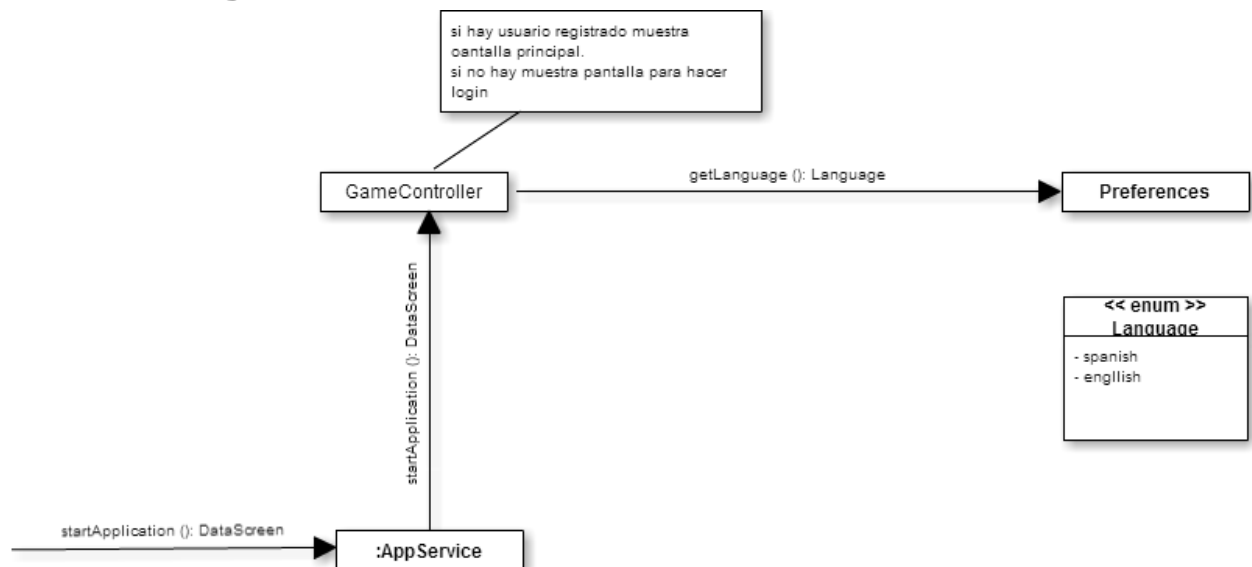 si hay usuario registrado muestra
oantalla principal.
si no hay muestra pantalla para hacer
login
GameController
getLanguage (): Language
Preferences
startApplication (): DataScreen
<< enum >>
Language
- spanish
- engllish
startApplication (): DataScreen
:AppService